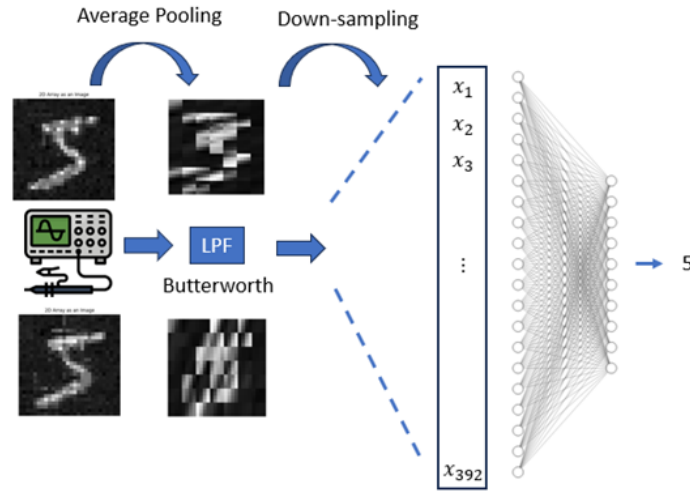 Average Pooling
Down-sampling
2D Array as an Image
x₁
x₂
x₃
LPF
⋮
5
Butterworth
2D Array as an Image
x₃₉₂